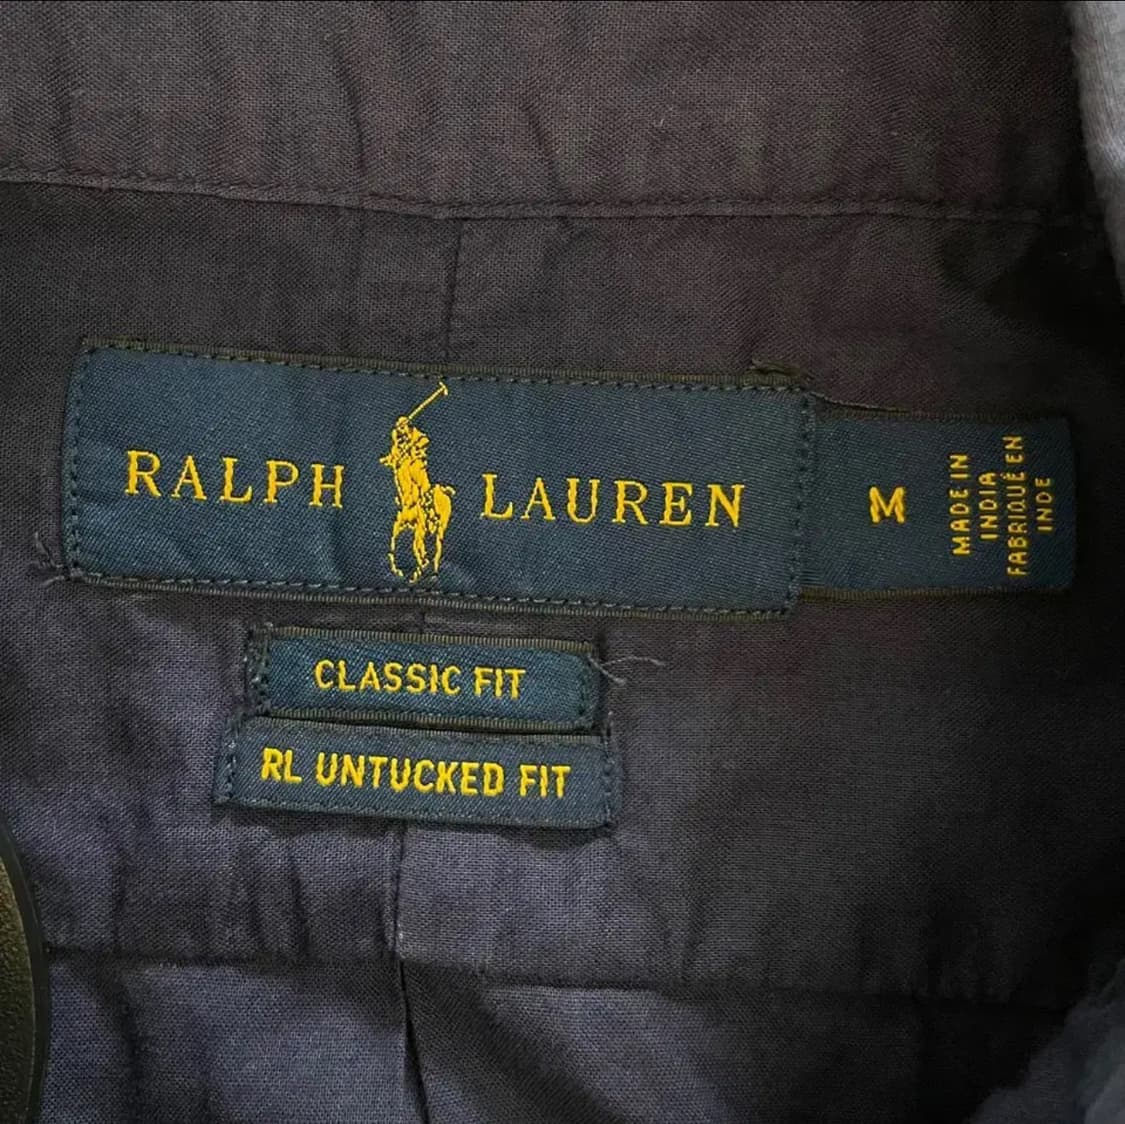 RALPH LAUREN
M
MADE IN
INDIA
FABRIQUÉ EN
INDE
CLASSIC FIT
RL UNTUCKED FIT